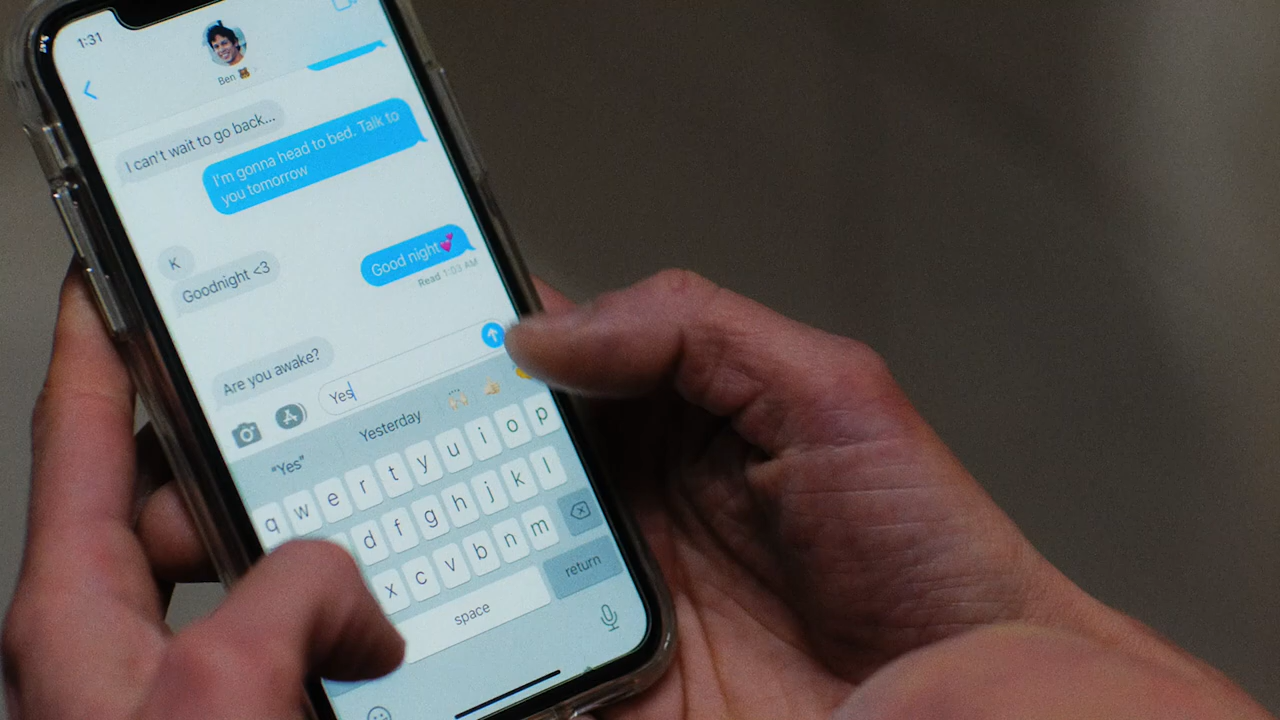 1:31
Ben 🐻
I can't wait to go back...
I'm gonna head to bed. Talk to
you tomorrow
K
Goodnight <3
Good night💕
Read 1:03 AM
Are you awake?
Yes
"Yes"
Yesterday
q w e r t y u i o p
d f g h j k l
x c v b n m
space
return